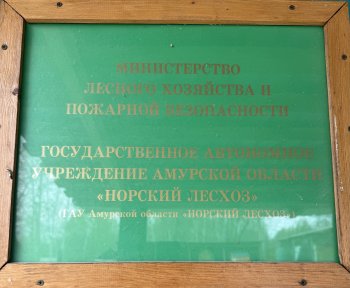 МИНИСТЕРСТВО
ЛЕСНОГО ХОЗЯЙСТВА И
ПОЖАРНОЙ БЕЗОПАСНОСТИ
ГОСУДАРСТВЕННОЕ АВТОНОМНОЕ
УЧРЕЖДЕНИЕ АМУРСКОЙ ОБЛАСТИ
«НОРСКИЙ ЛЕСХОЗ»
(ГАУ Амурской области «НОРСКИЙ ЛЕСХОЗ»)